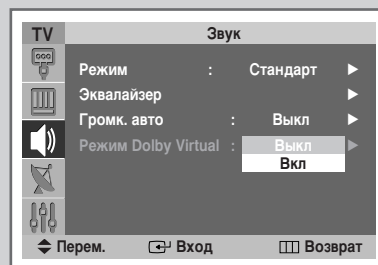 TV Звук
Режим : Стандарт
Эквалайзер
Громк. авто : Выкл
Режим Dolby Virtual : Выкл
Вкл
Перем. Вход Возврат